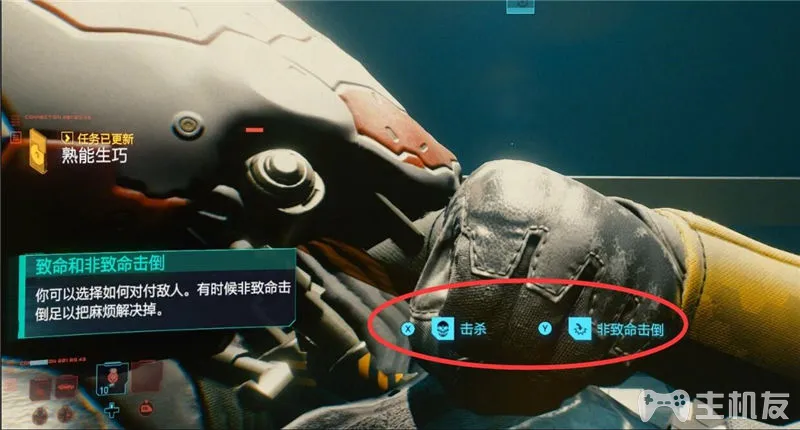 任务已更新
熟能生巧
致命和非致命击倒
你可以选择如何对付敌人。有时候非致命击
倒足以把麻烦解决掉。
X 击杀 Y 非致命击倒
10
主机友